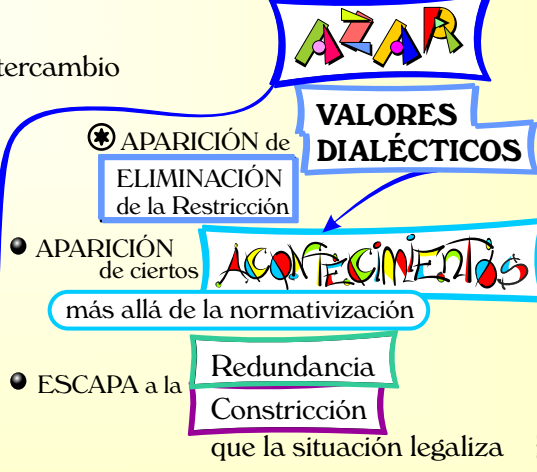 AZAR
tercambio
VALORES
DIALÉCTICOS
APARICIÓN de
ELIMINACIÓN
de la Restricción
APARICIÓN
de ciertos
ACONTECIMIENTOS
más allá de la normativización
ESCAPA a la
Redundancia
Constricción
que la situación legaliza